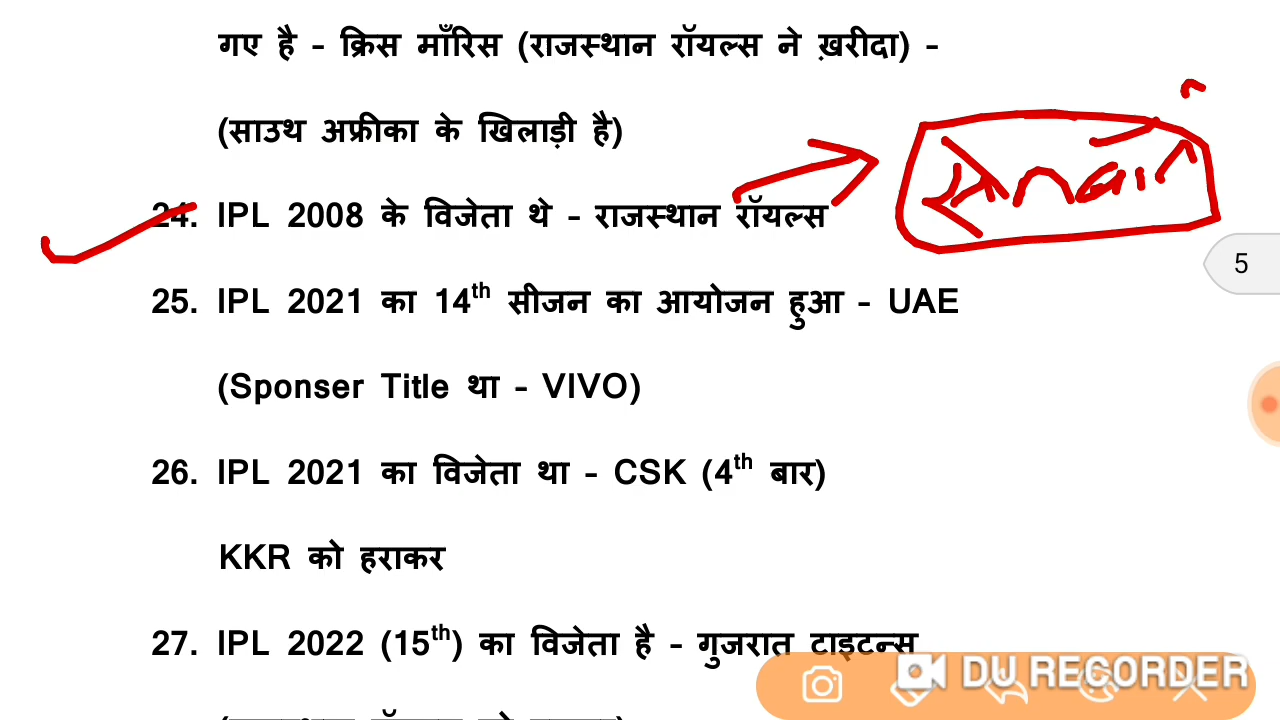 गए है - क्रिस माँरिस (राजस्थान रॉयल्स ने ख़रीदा) -
(साउथ अफ्रीका के खिलाड़ी है)
24. IPL 2008 के विजेता थे - राजस्थान रॉयल्स
25. IPL 2021 का 14th सीजन का आयोजन हुआ - UAE
5
(Sponser Title था - VIVO)
26. IPL 2021 का विजेता था - CSK (4th बार)
KKR को हराकर
27. IPL 2022 (15th) का विजेता है - गुजरात टाइटन्स
DU RECORDER